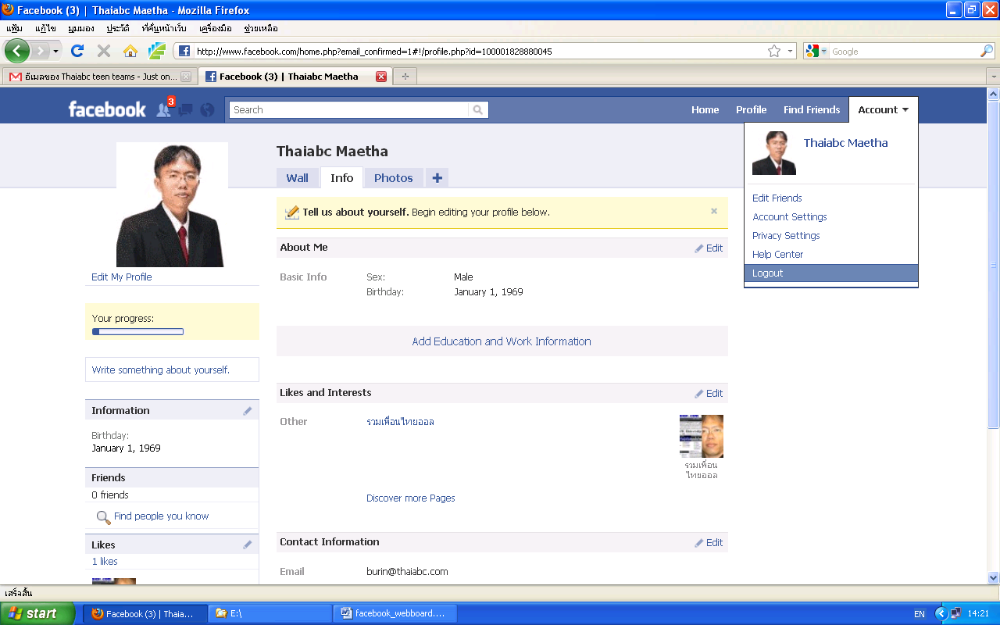 Facebook (3) | Thaiabc Maetha - Mozilla Firefox
แฟ้ม แก้ไข มุมมอง ประวัติ ที่คั่นหน้าเว็บ เครื่องมือ ช่วยเหลือ
http://www.facebook.com/home.php?email_confirmed=1#!/profile.php?id=100001828880045
Google
อีเมลของ Thaiabc teen teams - Just on...
Facebook (3) | Thaiabc Maetha
facebook
3
Search
Home Profile Find Friends Account
Thaiabc Maetha
Edit Friends
Account Settings
Privacy Settings
Help Center
Logout
Thaiabc Maetha
Wall Info Photos +
Tell us about yourself. Begin editing your profile below.
About Me Edit
Basic Info Sex: Male
Birthday: January 1, 1969
Add Education and Work Information
Likes and Interests Edit
Other รวมเพื่อนไทยออล
รวมเพื่อน
ไทยออล
Discover more Pages
Contact Information Edit
Email burin@thaiabc.com
Edit My Profile
Your progress:
Write something about yourself.
Information
Birthday:
January 1, 1969
Friends
0 friends
Find people you know
Likes
1 likes
เสร็จสิ้น
start
Facebook (3) | Thaia...
E:\
facebook_webboard....
EN
14:21